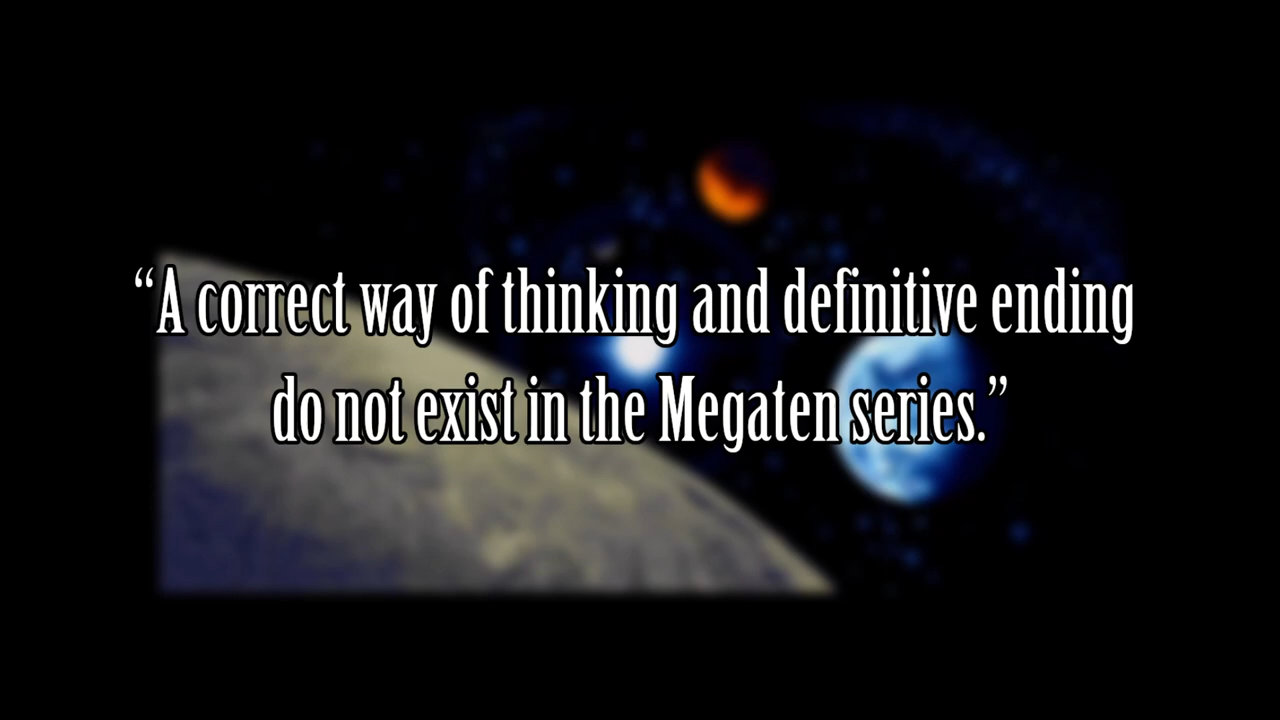 “A correct way of thinking and definitive ending
do not exist in the Megaten series.”